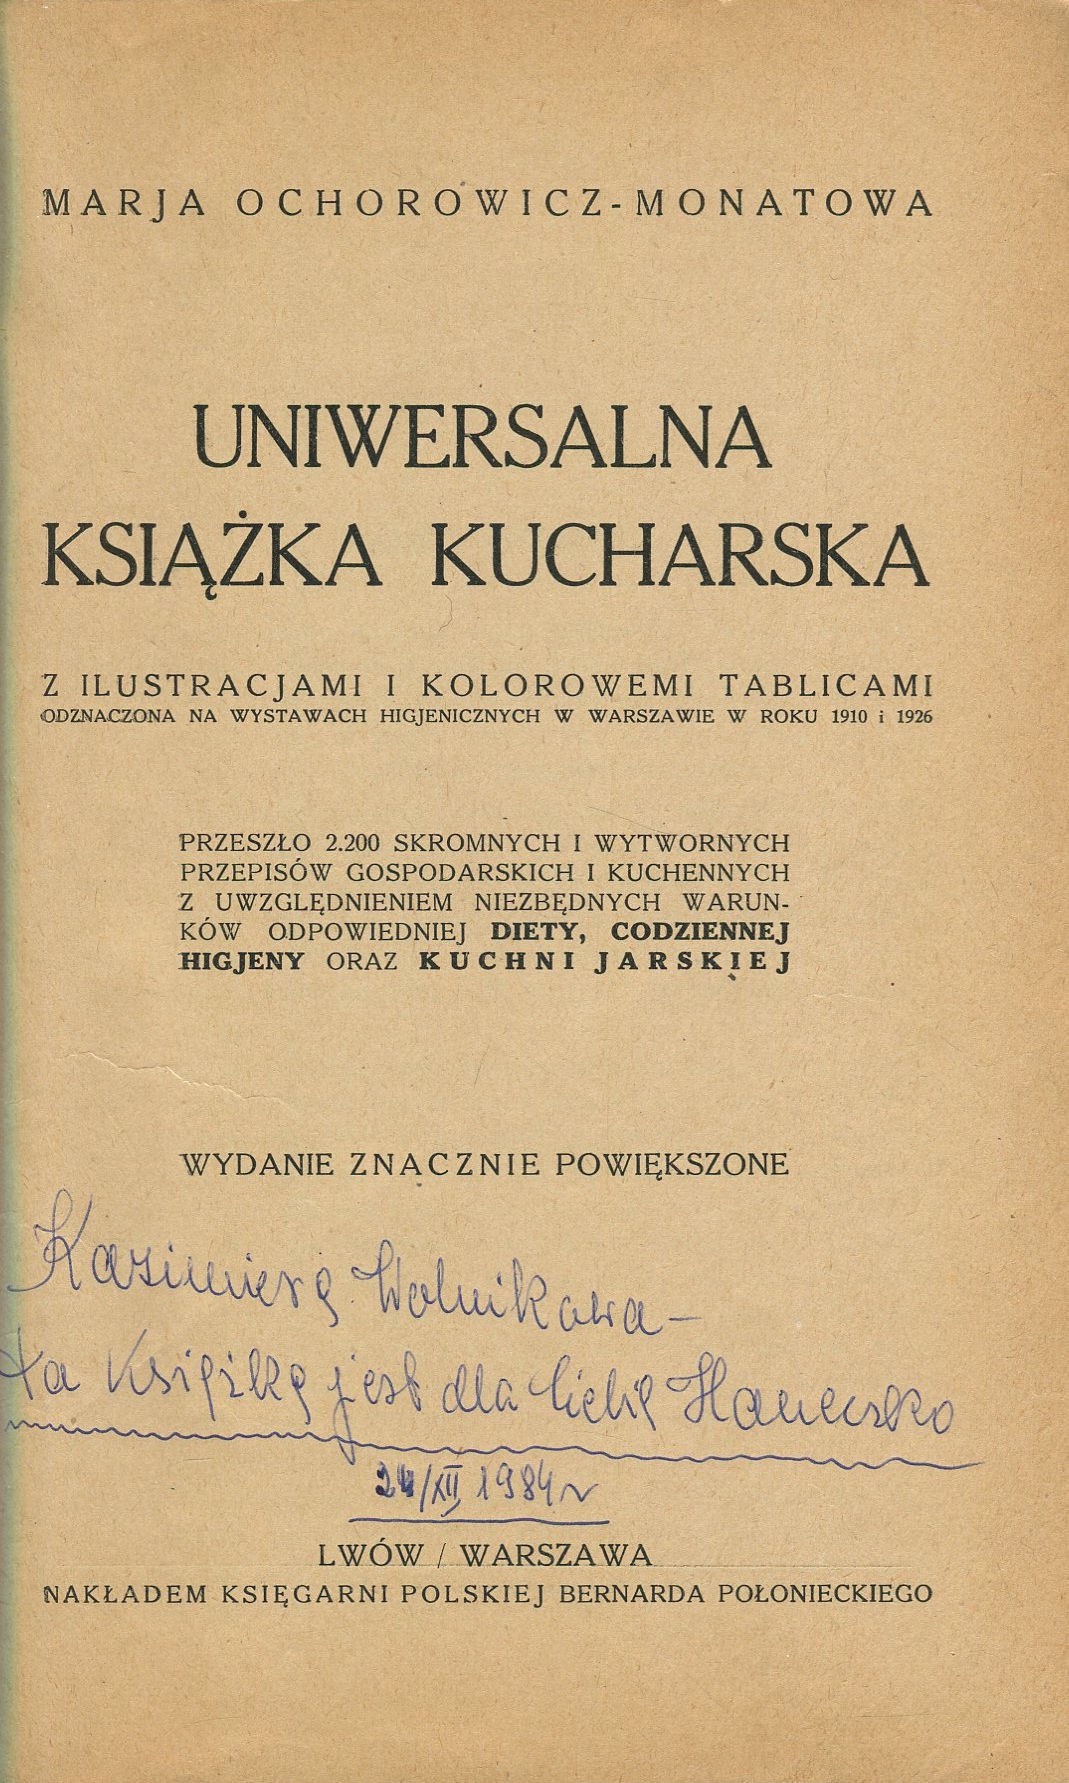 MARJA OCHOROWICZ-MONATOWA
UNIWERSALNA
KSIĄŻKA KUCHARSKA
Z ILUSTRACJAMI I KOLOROWEMI TABLICAMI
ODZNACZONA NA WYSTAWACH HIGJENICZNYCH W WARSZAWIE W ROKU 1910 i 1926
PRZESZŁO 2.200 SKROMNYCH I WYTWORNYCH
PRZEPISÓW GOSPODARSKICH I KUCHENNYCH
Z UWZGLĘDNIENIEM NIEZBĘDNYCH WARUN-
KÓW ODPOWIEDNIEJ DIETY, CODZIENNEJ
HIGJENY ORAZ KUCHNI JARSKIEJ
WYDANIE ZNACZNIE POWIĘKSZONE
Kazimiera Wolnikowa –
ta Książka jest dla Ciebie Haneczko
24/XII 1984 r
LWÓW / WARSZAWA
NAKŁADEM KSIĘGARNI POLSKIEJ BERNARDA POŁONIECKIEGO